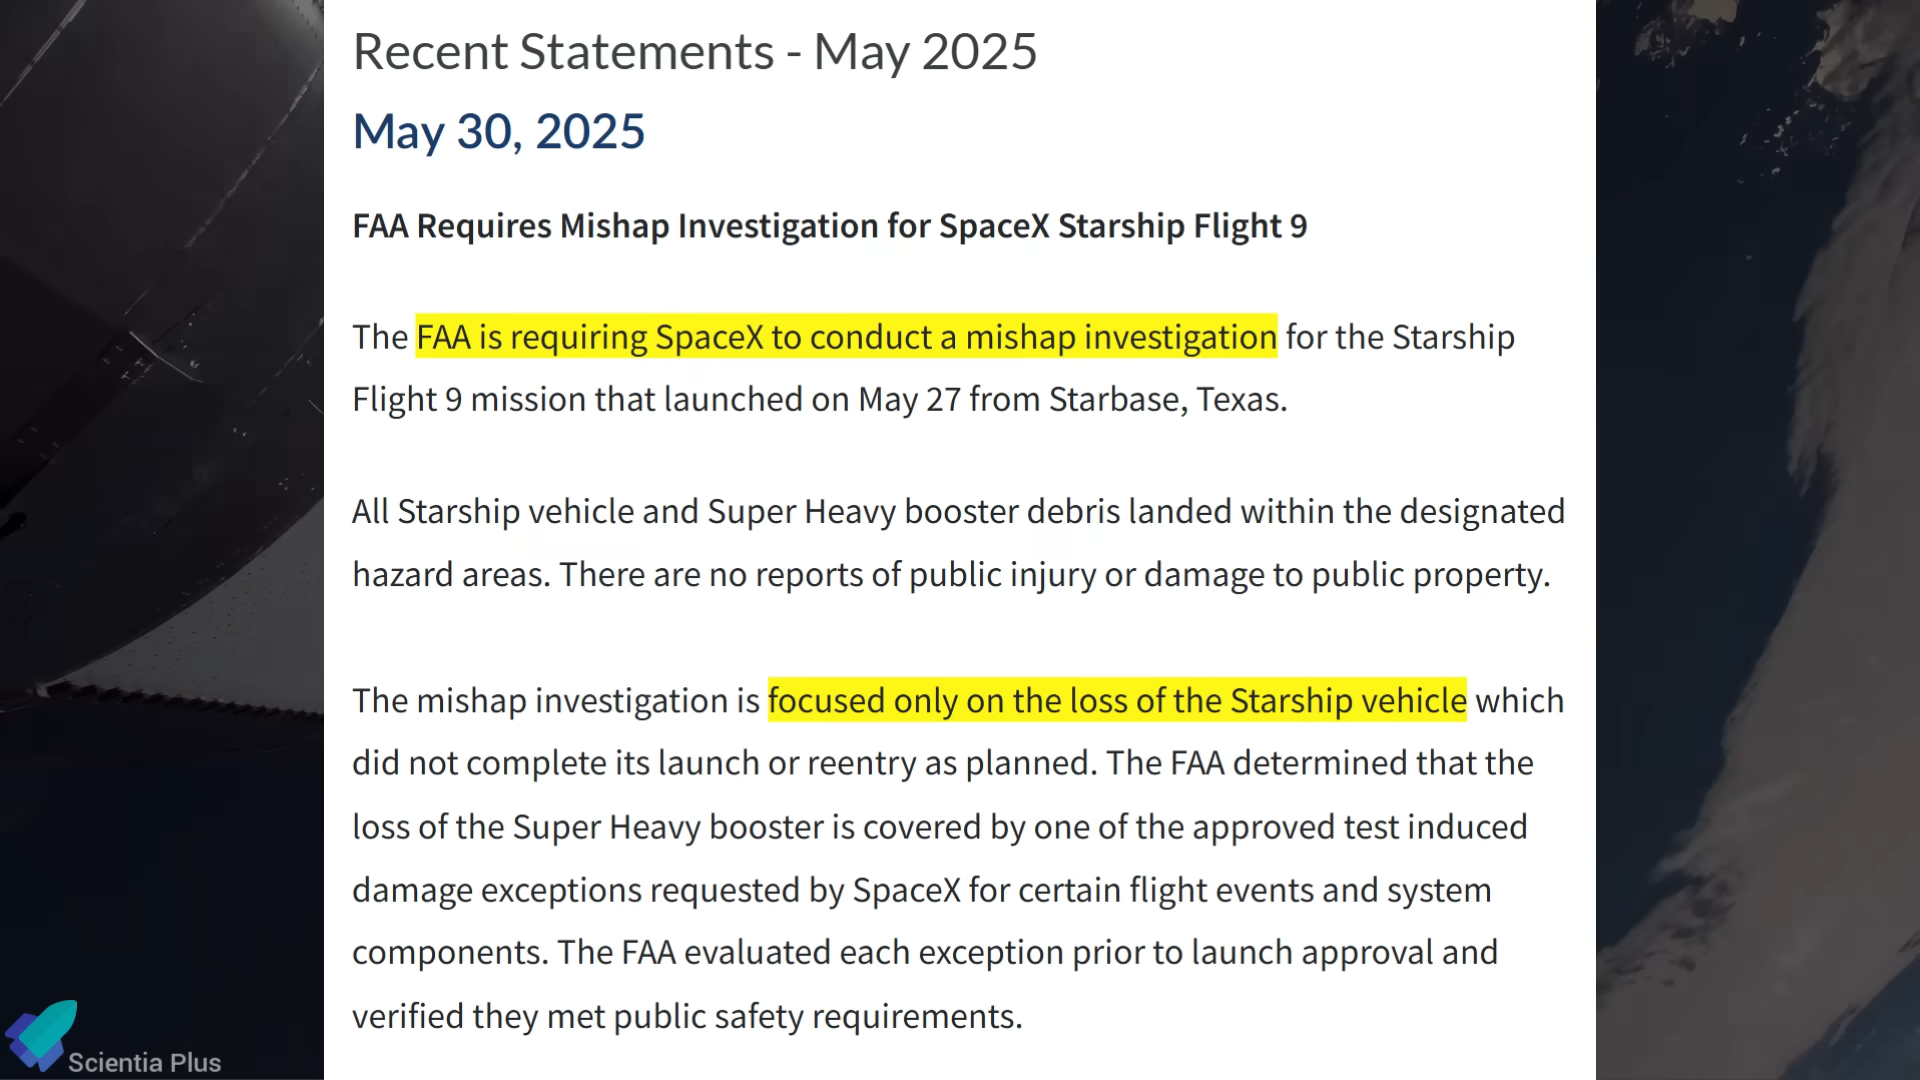 Recent Statements - May 2025
May 30, 2025
FAA Requires Mishap Investigation for SpaceX Starship Flight 9
The FAA is requiring SpaceX to conduct a mishap investigation for the Starship
Flight 9 mission that launched on May 27 from Starbase, Texas.
All Starship vehicle and Super Heavy booster debris landed within the designated
hazard areas. There are no reports of public injury or damage to public property.
The mishap investigation is focused only on the loss of the Starship vehicle which
did not complete its launch or reentry as planned. The FAA determined that the
loss of the Super Heavy booster is covered by one of the approved test induced
damage exceptions requested by SpaceX for certain flight events and system
components. The FAA evaluated each exception prior to launch approval and
verified they met public safety requirements.
Scientia Plus